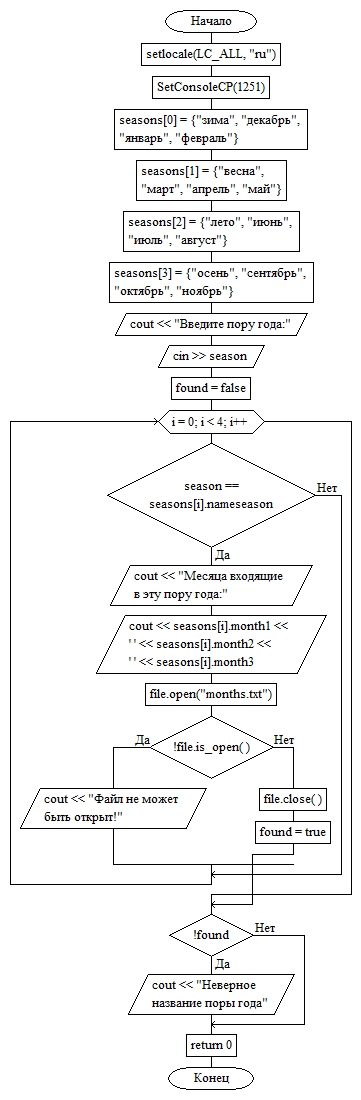 Начало
setlocale(LC_ALL, "ru")
SetConsoleCP(1251)
seasons[0] = {"зима", "декабрь",
"январь", "февраль"}
seasons[1] = {"весна",
"март", "апрель", "май"}
seasons[2] = {"лето", "июнь",
"июль", "август"}
seasons[3] = {"осень", "сентябрь",
"октябрь", "ноябрь"}
cout << "Введите пору года:"
cin >> season
found = false
i = 0; i < 4; i++
season ==
seasons[i].nameseason
Нет
Да
cout << "Месяца входящие
в эту пору года:"
cout << seasons[i].month1 <<
' ' << seasons[i].month2 <<
' ' << seasons[i].month3
file.open("months.txt")
Да
!file.is_open( )
Нет
cout << "Файл не может
быть открыт!"
file.close( )
found = true
!found
Нет
Да
cout << "Неверное
название поры года"
return 0
Конец